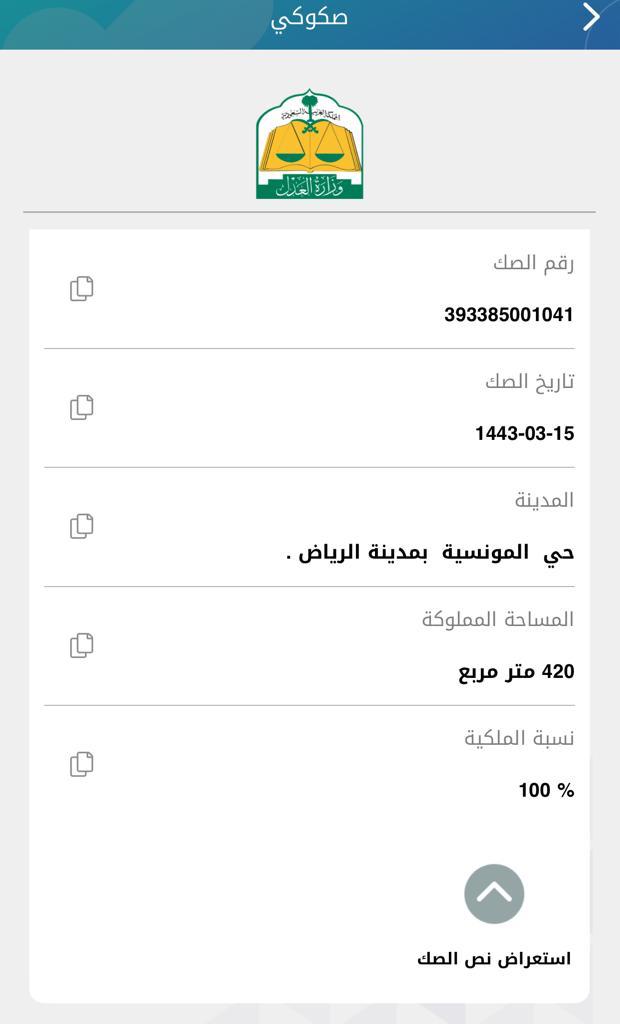 صكوكي
المملكة العربية السعودية
وزارة العدل
رقم الصك
393385001041
تاريخ الصك
1443-03-15
المدينة
حي المونسية بمدينة الرياض .
المساحة المملوكة
420 متر مربع
نسبة الملكية
100 %
استعراض نص الصك